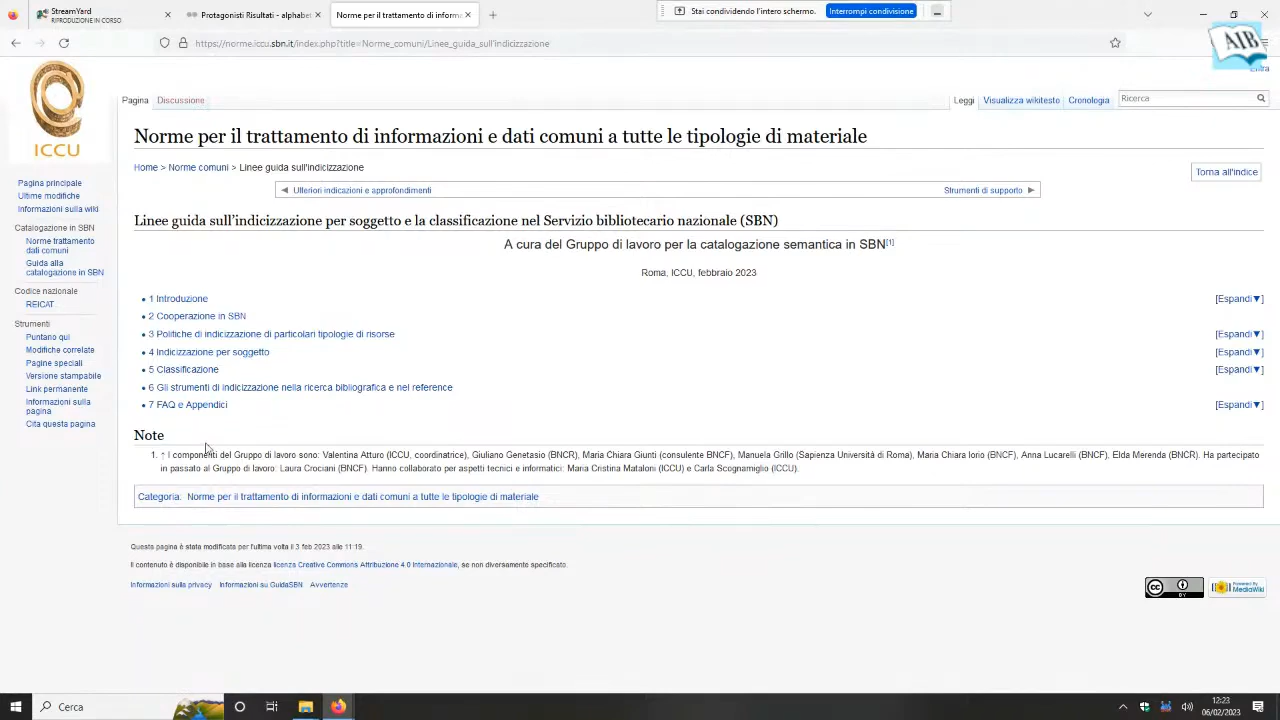 StreamYard
RIPRODUZIONE IN CORSO
Stai condividendo l'intero schermo.
Interrompi condivisione
Norme per il trattamento di inform
norme.iccu.sbn.it/index.php?title=Norme_comuni/Linee_guida_sull'indicizzazione
AIB
Entra
ICCU
Pagina
Discussione
Leggi
Visualizza wikitesto
Cronologia
Ricerca
Norme per il trattamento di informazioni e dati comuni a tutte le tipologie di materiale
Home > Norme comuni > Linee guida sull'indicizzazione
Torna all'indice
◄ Ulteriori indicazioni e approfondimenti
Strumenti di supporto ►
Pagina principale
Ultime modifiche
Informazioni sulla wiki
Catalogazione in SBN
Norme trattamento
dati comuni
Guida alla
catalogazione in SBN
Codice nazionale
REICAT
Strumenti
Puntano qui
Modifiche correlate
Pagine speciali
Versione stampabile
Link permanente
Informazioni sulla
pagina
Cita questa pagina
Linee guida sull'indicizzazione per soggetto e la classificazione nel Servizio bibliotecario nazionale (SBN)
A cura del Gruppo di lavoro per la catalogazione semantica in SBN[1]
Roma, ICCU, febbraio 2023
1 Introduzione [Espandi▼]
2 Cooperazione in SBN
3 Politiche di indicizzazione di particolari tipologie di risorse [Espandi▼]
4 Indicizzazione per soggetto [Espandi▼]
5 Classificazione [Espandi▼]
6 Gli strumenti di indicizzazione nella ricerca bibliografica e nel reference
7 FAQ e Appendici [Espandi▼]
Note
1. ↑ I componenti del Gruppo di lavoro sono: Valentina Atturo (ICCU, coordinatrice), Giuliano Genetasio (BNCR), Maria Chiara Giunti (consulente BNCF), Manuela Grillo (Sapienza Università di Roma), Maria Chiara Iorio (BNCF), Anna Lucarelli (BNCF), Elda Merenda (BNCR). Ha partecipato
in passato al Gruppo di lavoro: Laura Crociani (BNCF). Hanno collaborato per aspetti tecnici e informatici: Maria Cristina Mataloni (ICCU) e Carla Scognamiglio (ICCU).
Categoria: Norme per il trattamento di informazioni e dati comuni a tutte le tipologie di materiale
Questa pagina è stata modificata per l'ultima volta il 3 feb 2023 alle 11:19.
Il contenuto è disponibile in base alla licenza licenza Creative Commons Attribuzione 4.0 Internazionale, se non diversamente specificato.
Informazioni sulla privacy
Informazioni su GuidaSBN
Avvertenze
CC BY
Powered By
MediaWiki
Cerca
12:23
06/02/2023